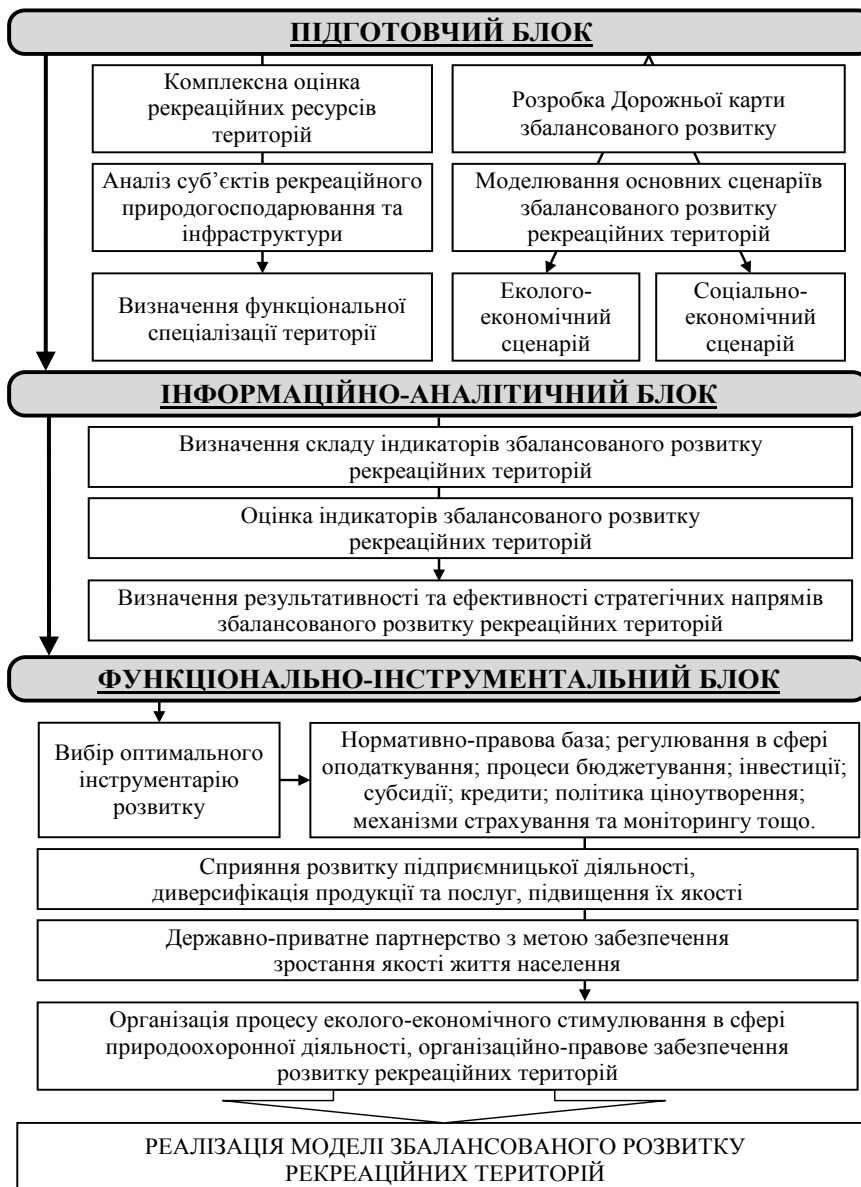 ПІДГОТОВЧИЙ БЛОК
Комплексна оцінка
рекреаційних ресурсів
територій
Розробка Дорожньої карти
збалансованого розвитку
Аналіз суб’єктів рекреаційного
природогосподарювання та
інфраструктури
Моделювання основних сценаріїв
збалансованого розвитку
рекреаційних територій
Визначення функціональної
спеціалізації території
Еколого-
економічний
сценарій
Соціально-
економічний
сценарій
ІНФОРМАЦІЙНО-АНАЛІТИЧНИЙ БЛОК
Визначення складу індикаторів збалансованого розвитку
рекреаційних територій
Оцінка індикаторів збалансованого розвитку
рекреаційних територій
Визначення результативності та ефективності стратегічних напрямів
збалансованого розвитку рекреаційних територій
ФУНКЦІОНАЛЬНО-ІНСТРУМЕНТАЛЬНИЙ БЛОК
Вибір оптимального
інструментарію
розвитку
Нормативно-правова база; регулювання в сфері
оподаткування; процеси бюджетування; інвестиції;
субсидії; кредити; політика ціноутворення;
механізми страхування та моніторингу тощо.
Сприяння розвитку підприємницької діяльності,
диверсифікація продукції та послуг, підвищення їх якості
Державно-приватне партнерство з метою забезпечення
зростання якості життя населення
Організація процесу еколого-економічного стимулювання в сфері
природоохоронної діяльності, організаційно-правове забезпечення
розвитку рекреаційних територій
РЕАЛІЗАЦІЯ МОДЕЛІ ЗБАЛАНСОВАНОГО РОЗВИТКУ
РЕКРЕАЦІЙНИХ ТЕРИТОРІЙ